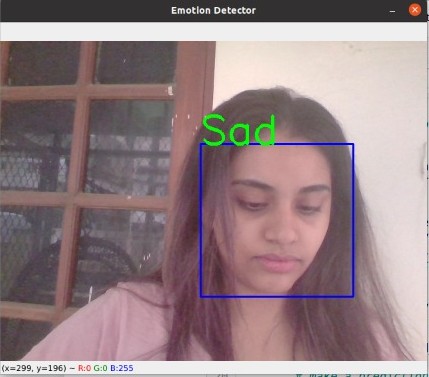 Emotion Detector
Sad
(x=299, y=196) ~ R:0 G:0 B:255
# make a prediction